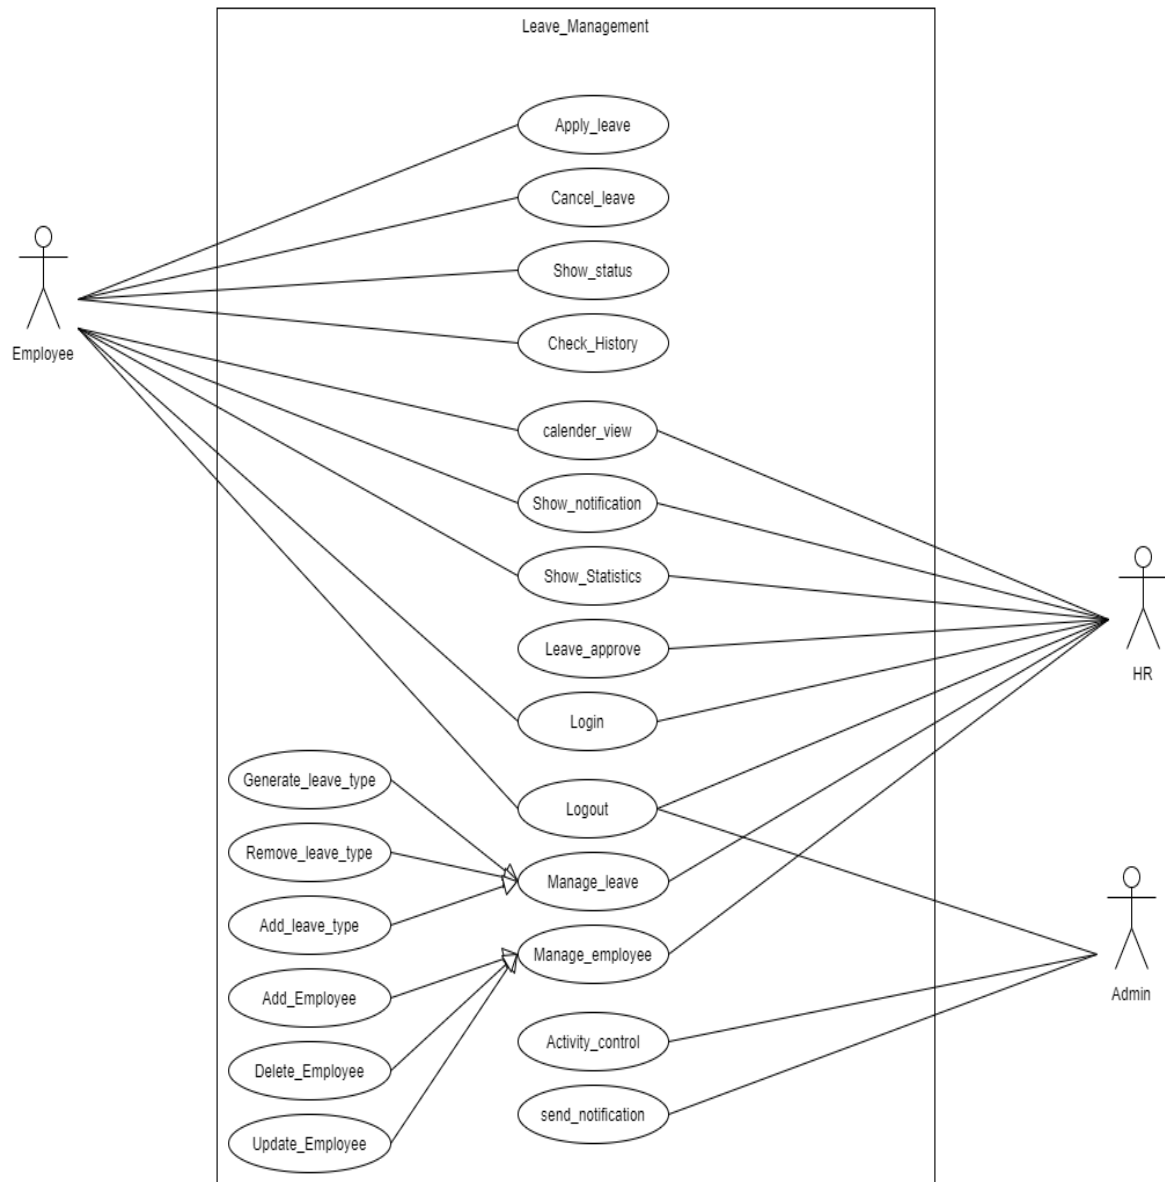 Leave_Management
Apply_leave
Cancel_leave
Show_status
Check_History
Employee
calender_view
Show_notification
Show_Statistics
Leave_approve
HR
Login
Generate_leave_type
Logout
Remove_leave_type
Manage_leave
Add_leave_type
Manage_employee
Add_Employee
Admin
Activity_control
Delete_Employee
send_notification
Update_Employee